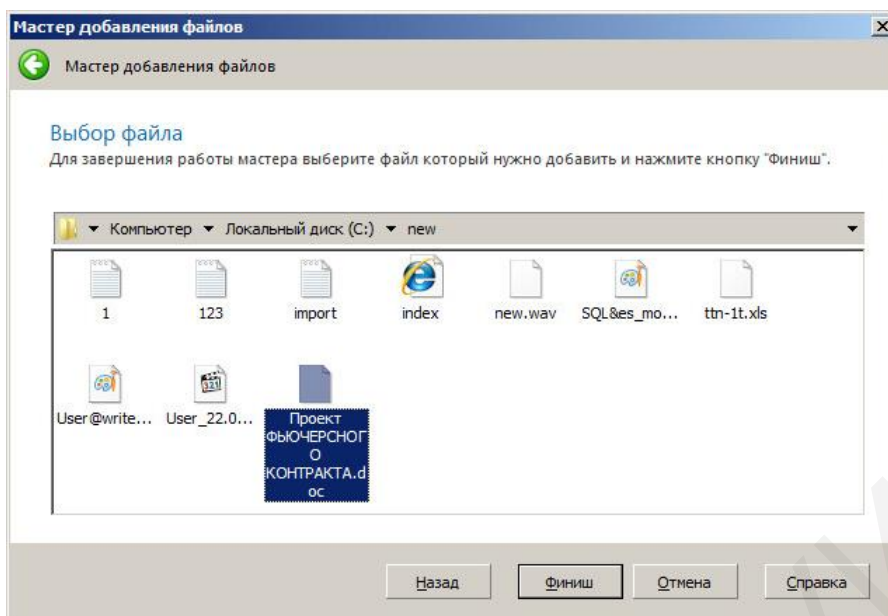 Мастер добавления файлов
Мастер добавления файлов
Выбор файла
Для завершения работы мастера выберите файл который нужно добавить и нажмите кнопку "Финиш".
Компьютер Локальный диск (C:) new
1 123 import index new.wav SQL&es_mo... ttn-1t.xls
User@write... User_22.0... Проект
ФЬЮЧЕРСНОГ
О
КОНТРАКТА.d
oc
Назад Финиш Отмена Справка